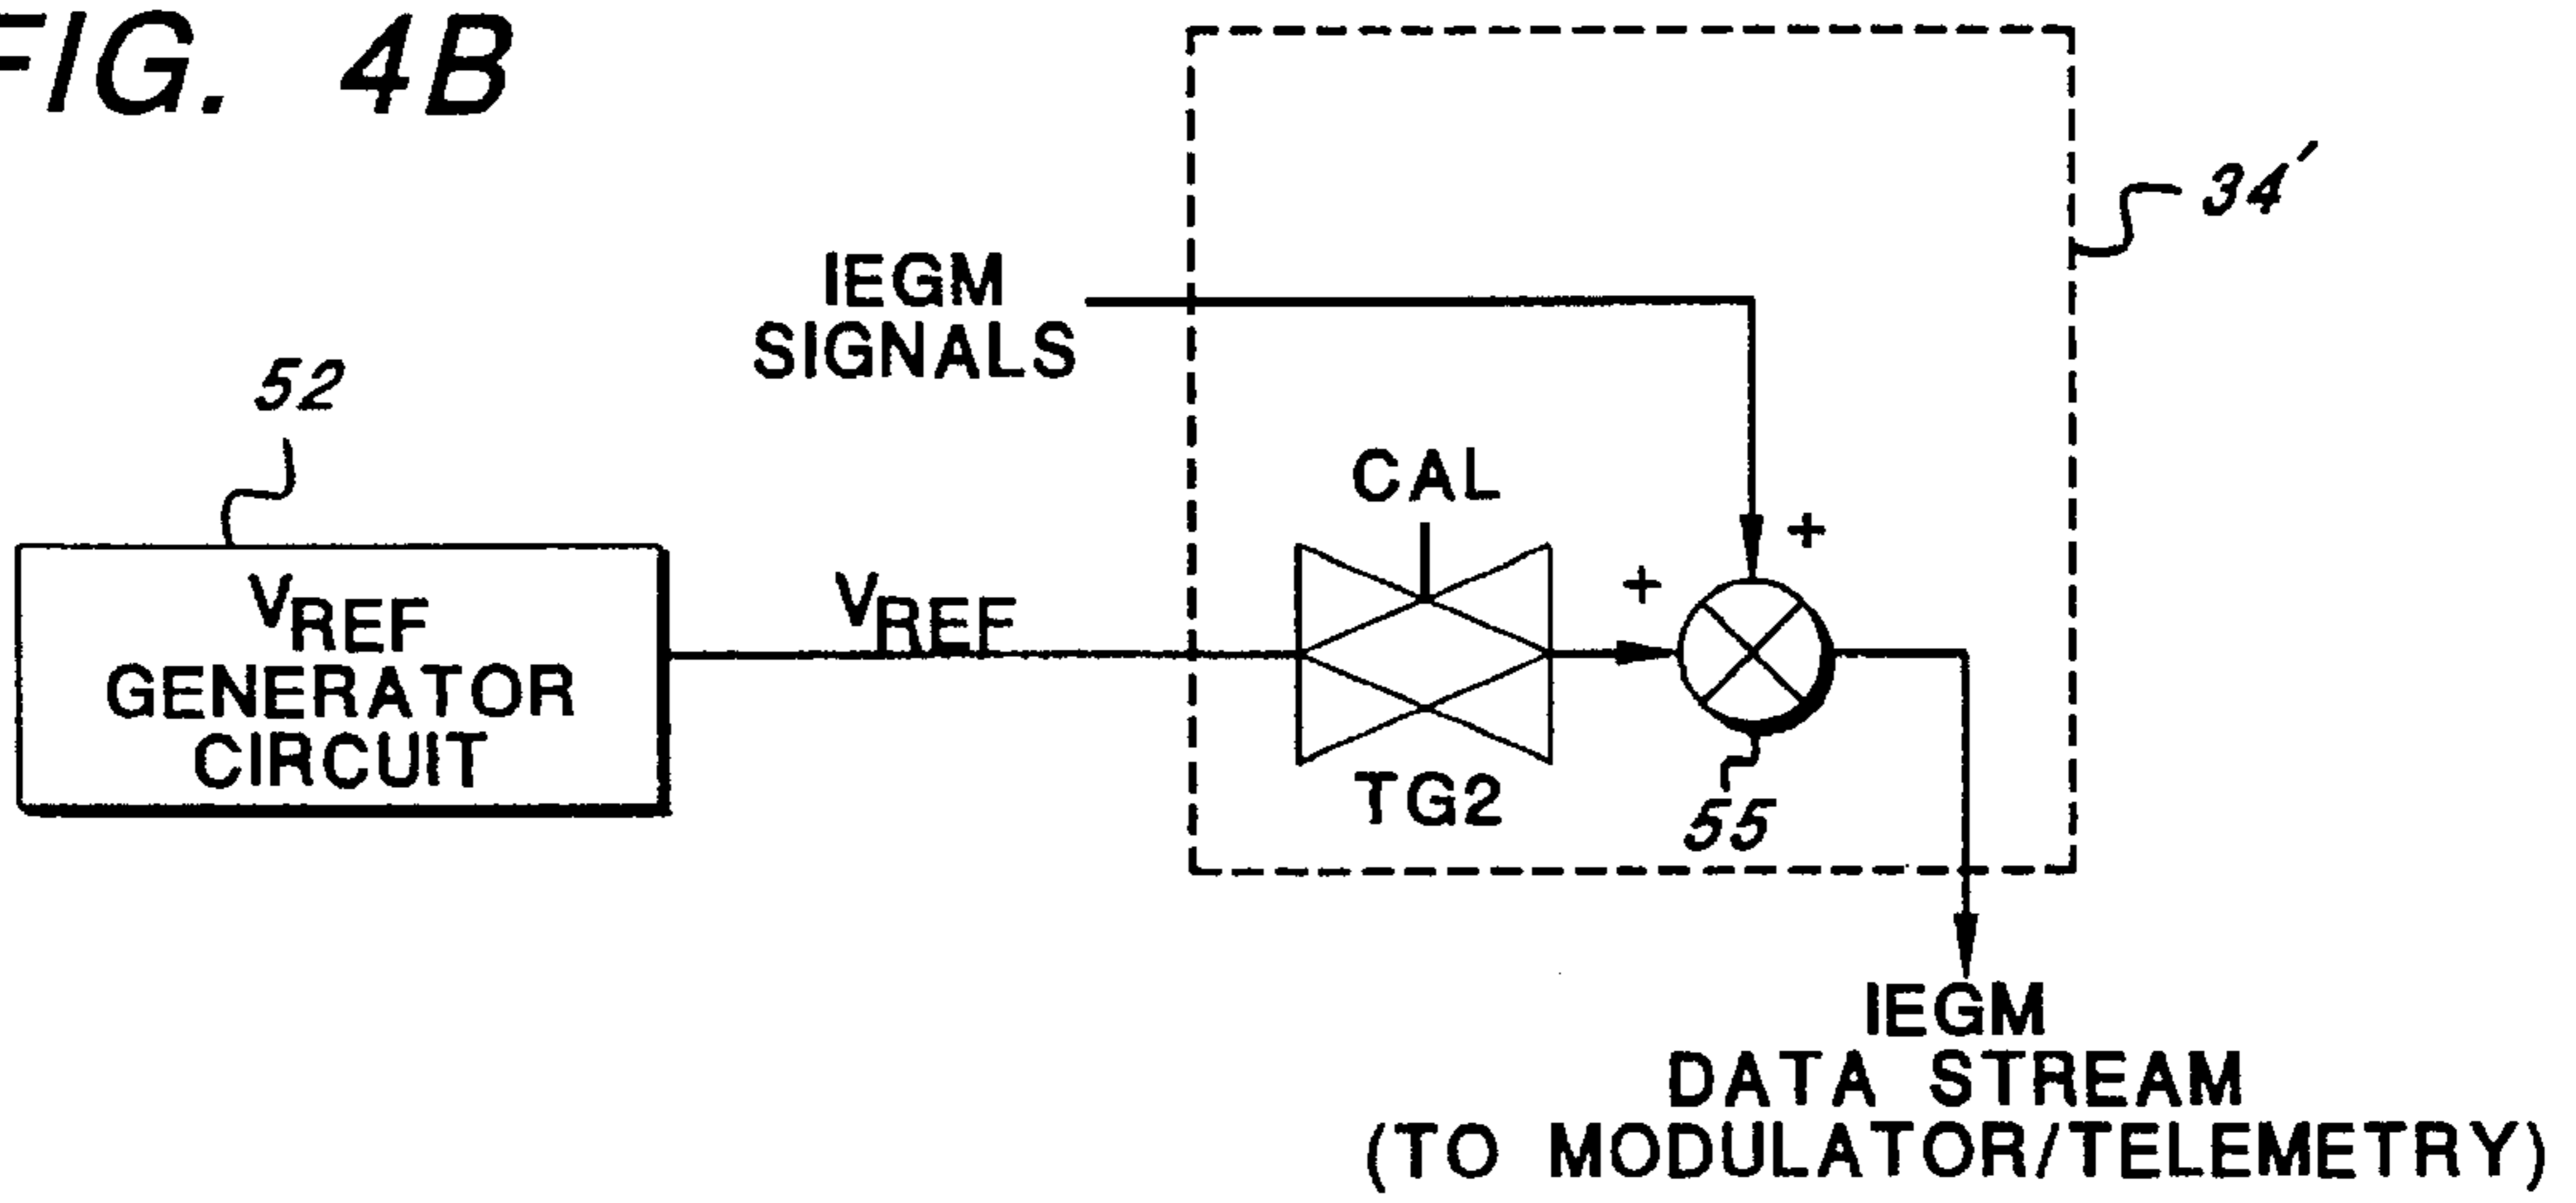 FIG. 4B
34'
IEGM
SIGNALS
52
CAL
+
+
VREF
GENERATOR
CIRCUIT
VREF
TG2
55
IEGM
DATA STREAM
(TO MODULATOR/TELEMETRY)